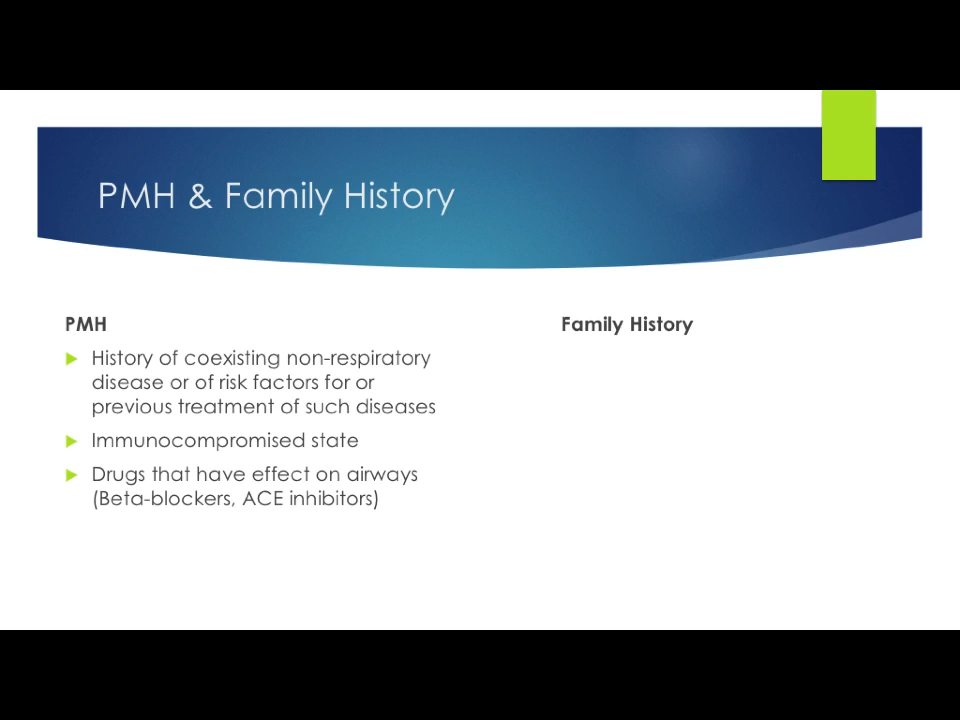 PMH & Family History
PMH
History of coexisting non-respiratory
disease or of risk factors for or
previous treatment of such diseases
Immunocompromised state
Drugs that have effect on airways
(Beta-blockers, ACE inhibitors)
Family History